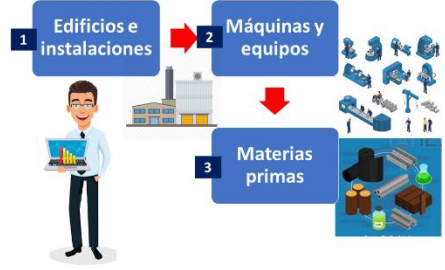 1
Edificios e
instalaciones
2
Máquinas y
equipos
3
Materias
primas